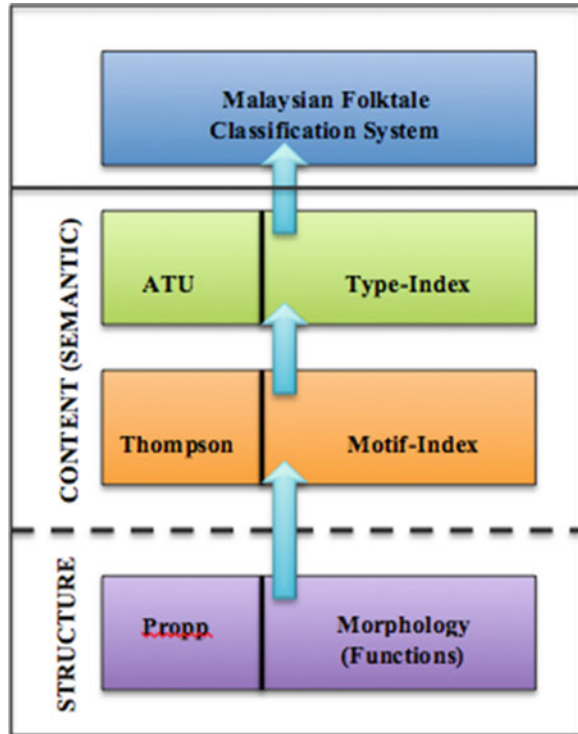 Malaysian Folktale
Classification System
CONTENT (SEMANTIC)
ATU
Type-Index
Thompson
Motif-Index
STRUCTURE
Propp
Morphology
(Functions)